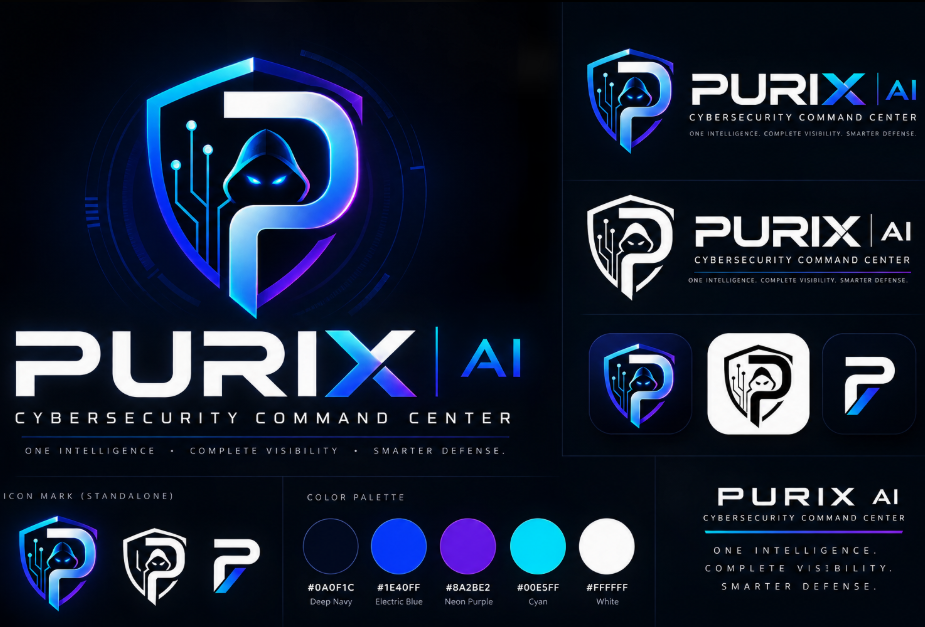 PURIX | AI
CYBERSECURITY COMMAND CENTER
ONE INTELLIGENCE • COMPLETE VISIBILITY • SMARTER DEFENSE.
PURIX | AI
CYBERSECURITY COMMAND CENTER
ONE INTELLIGENCE. COMPLETE VISIBILITY. SMARTER DEFENSE.
PURIX | AI
CYBERSECURITY COMMAND CENTER
ONE INTELLIGENCE. COMPLETE VISIBILITY. SMARTER DEFENSE.
ICON MARK (STANDALONE)
COLOR PALETTE
#0A0F1C
Deep Navy
#1E40FF
Electric Blue
#8A2BE2
Neon Purple
#00E5FF
Cyan
#FFFFFF
White
PURIX AI
CYBERSECURITY COMMAND CENTER
ONE INTELLIGENCE.
COMPLETE VISIBILITY.
SMARTER DEFENSE.